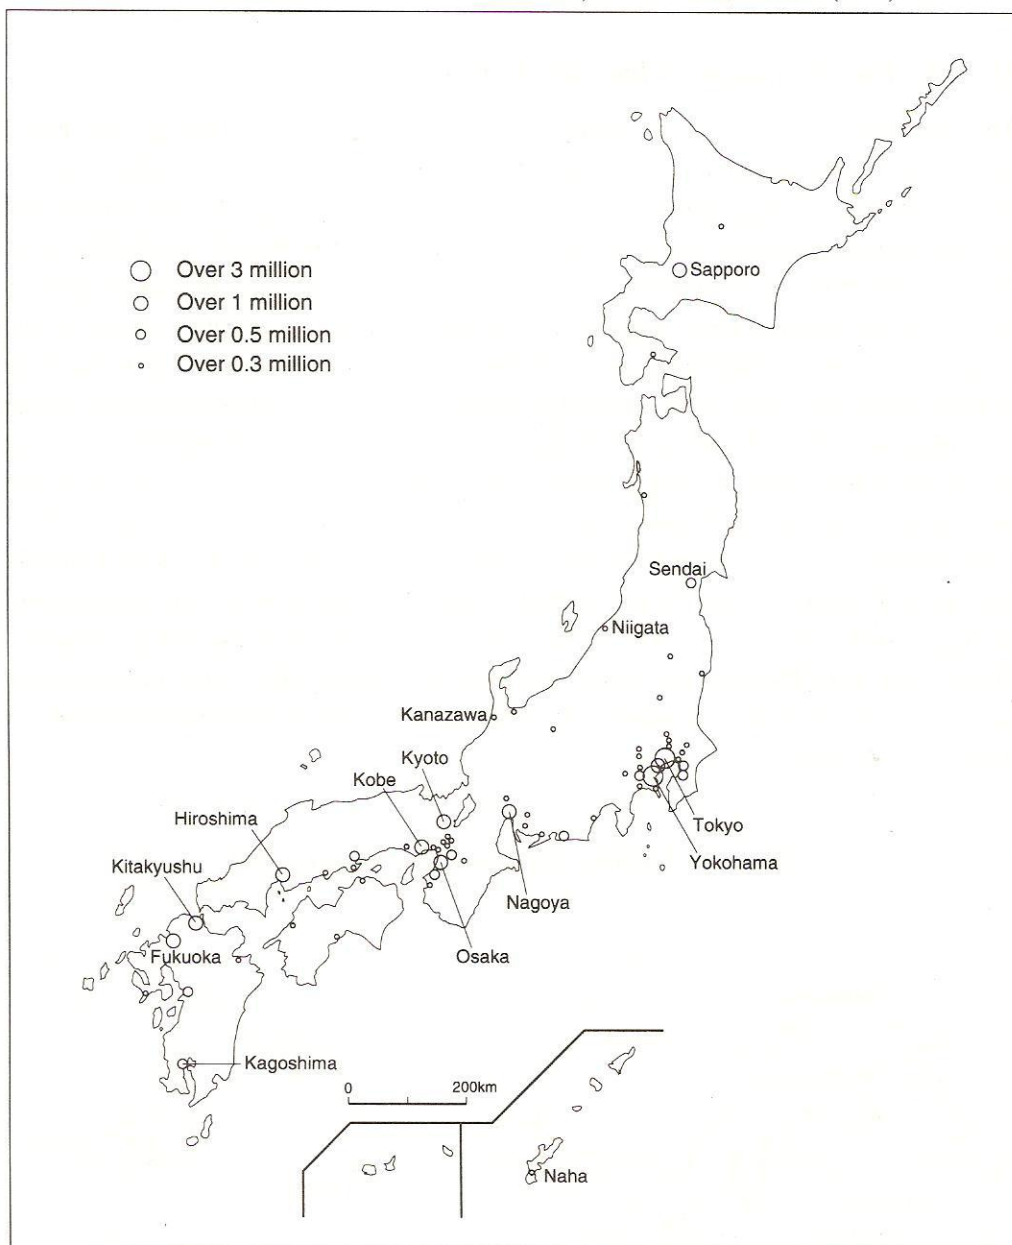 Over 3 million
Over 1 million
Over 0.5 million
Over 0.3 million
Sapporo
Sendai
Niigata
Kanazawa
Kyoto
Kobe
Hiroshima
Tokyo
Kitakyushu
Yokohama
Nagoya
Fukuoka
Osaka
Kagoshima
0 200km
Naha